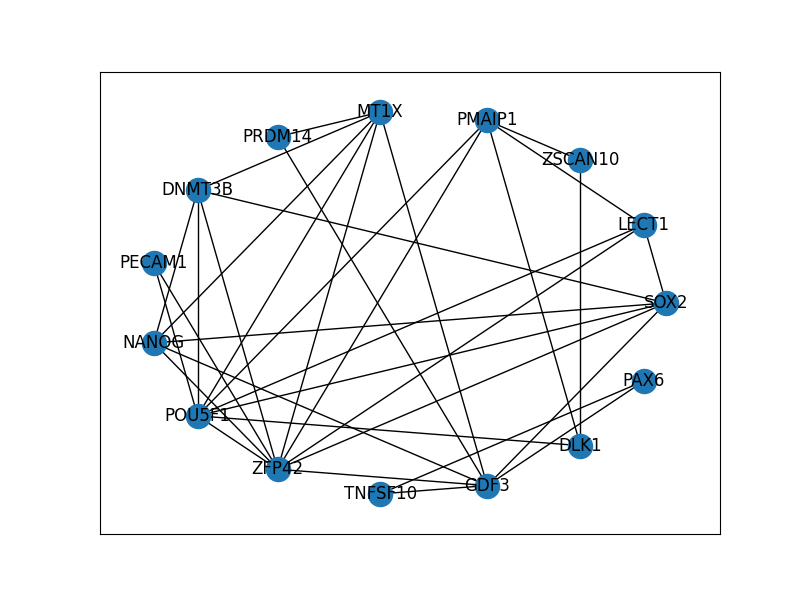 MT1X
PMAIP1
PRDM14
ZSCAN10
DNMT3B
LECT1
PECAM1
SOX2
NANOG
PAX6
POU5F1
DLK1
ZFP42
TNFSF10
GDF3